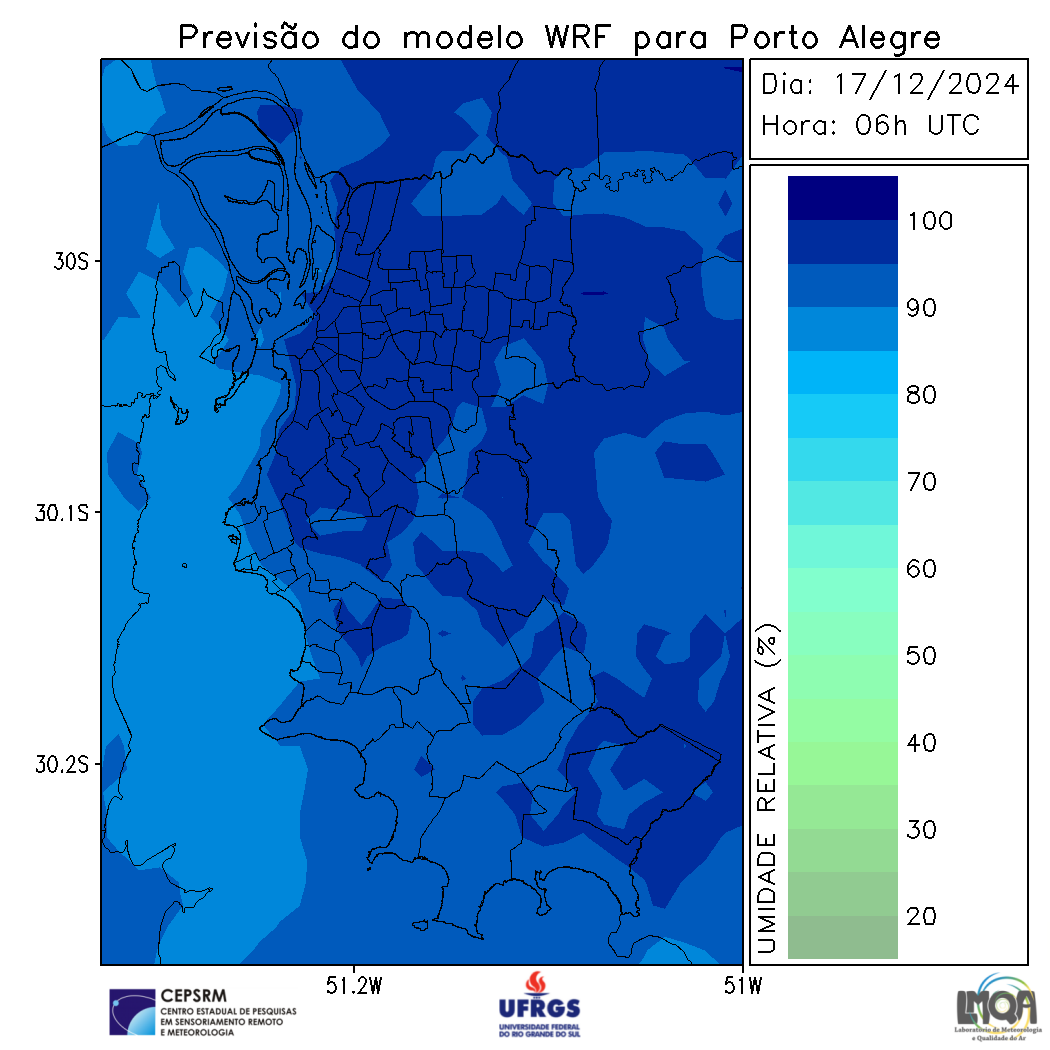 Previsão do modelo WRF para Porto Alegre
Dia: 17/12/2024
Hora: 06h UTC
30S
30.1S
30.2S
51.2W
51W
100
90
80
70
60
50
40
30
20
UMIDADE RELATIVA (%)
CEPSRM
CENTRO ESTADUAL DE PESQUISAS
EM SENSORIAMENTO REMOTO
E METEOROLOGIA
UFRGS
UNIVERSIDADE FEDERAL
DO RIO GRANDE DO SUL
LMQA
Laboratório de Meteorologia
e Qualidade do Ar